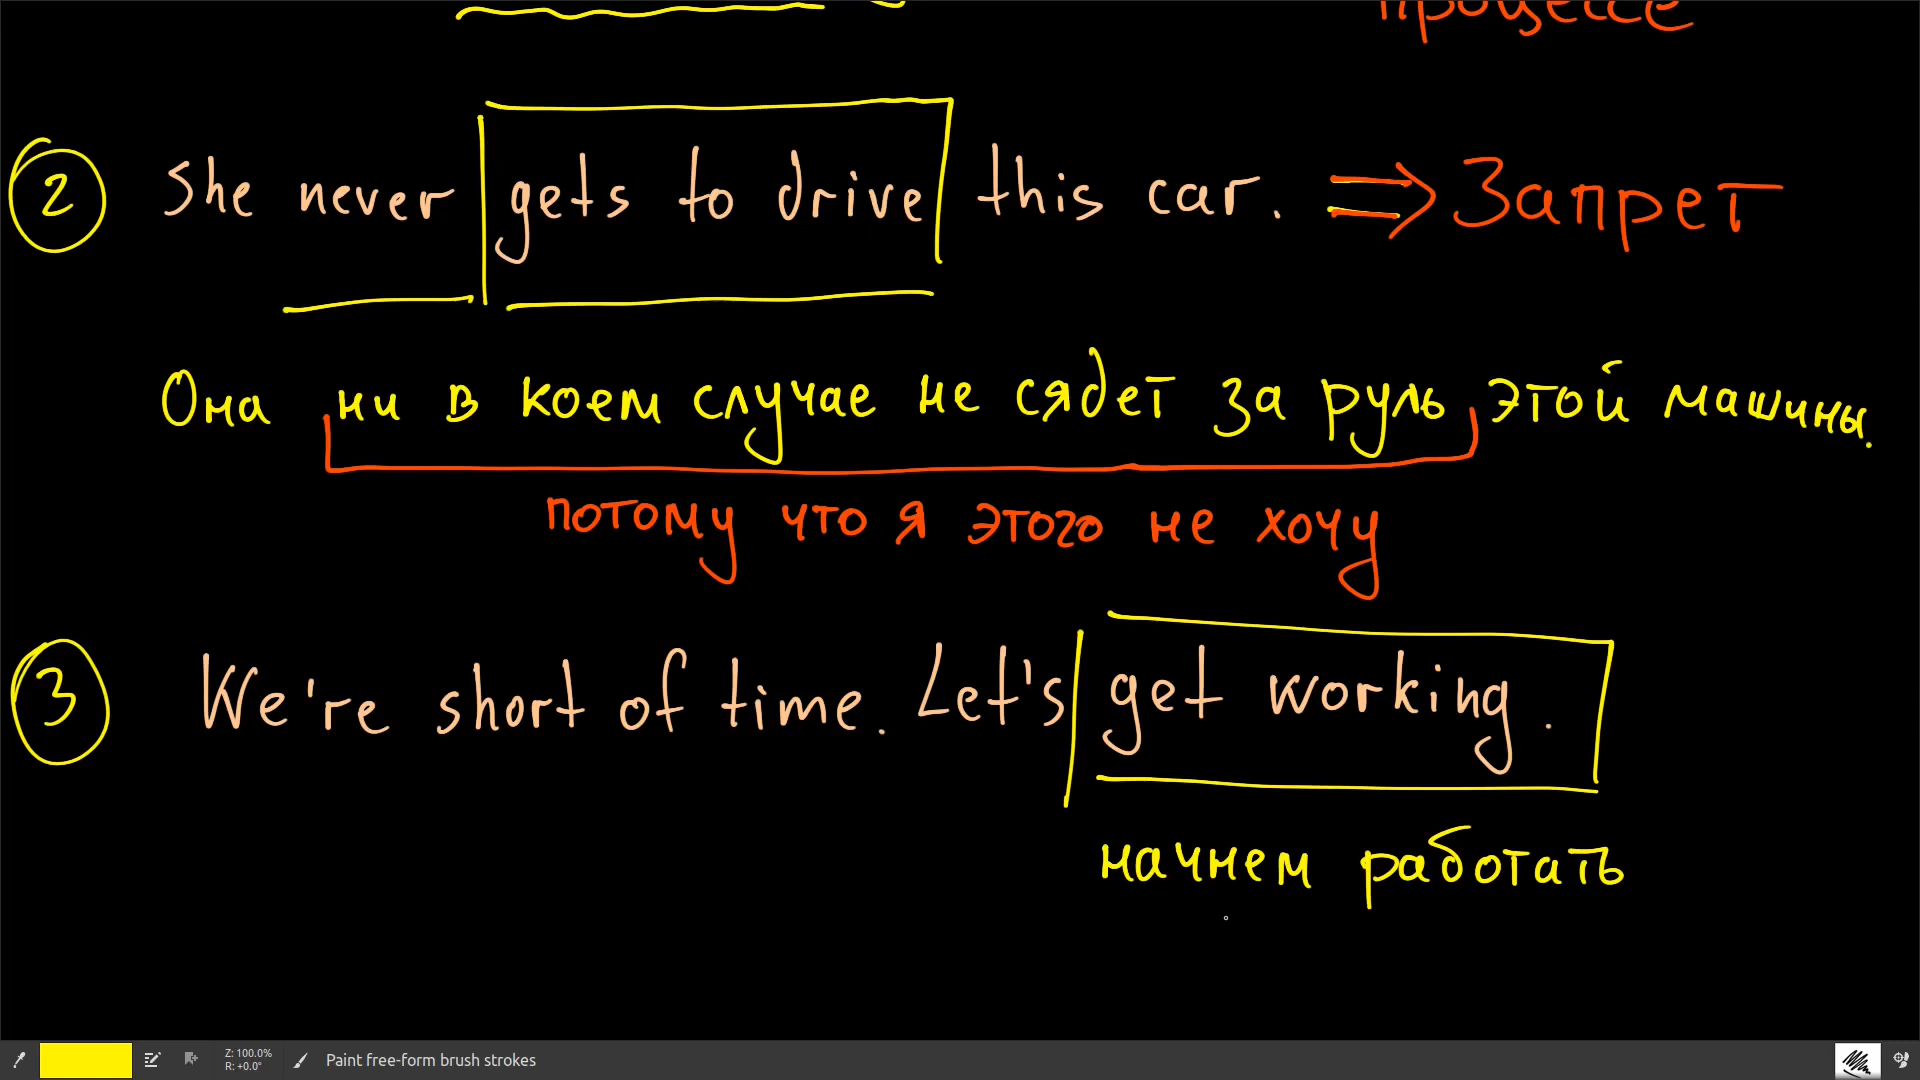 процессе
2 She never gets to drive this car. ⇒ Запрет
Она ни в коем случае не сядет за руль этой машины.
потому что я этого не хочу
3 We're short of time. Let's get working.
начнем работать
Z: 100.0%
R: +0.0°
Paint free-form brush strokes